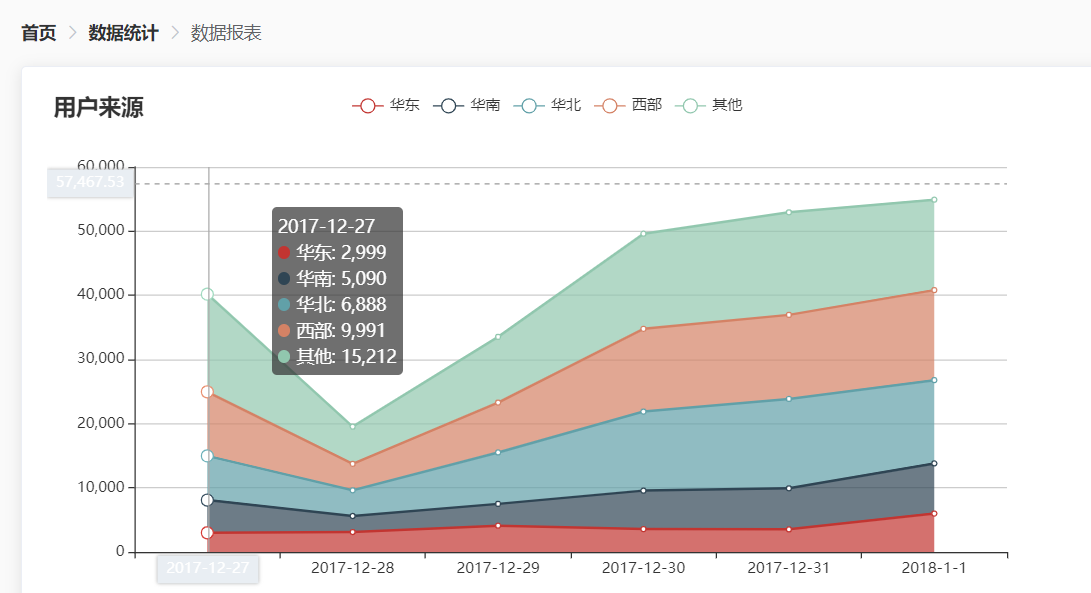 首页 > 数据统计 > 数据报表
用户来源
华东 华南 华北 西部 其他
60,000
57,467.53
50,000
40,000
30,000
20,000
10,000
0
2017-12-27
华东: 2,999
华南: 5,090
华北: 6,888
西部: 9,991
其他: 15,212
2017-12-27 2017-12-28 2017-12-29 2017-12-30 2017-12-31 2018-1-1